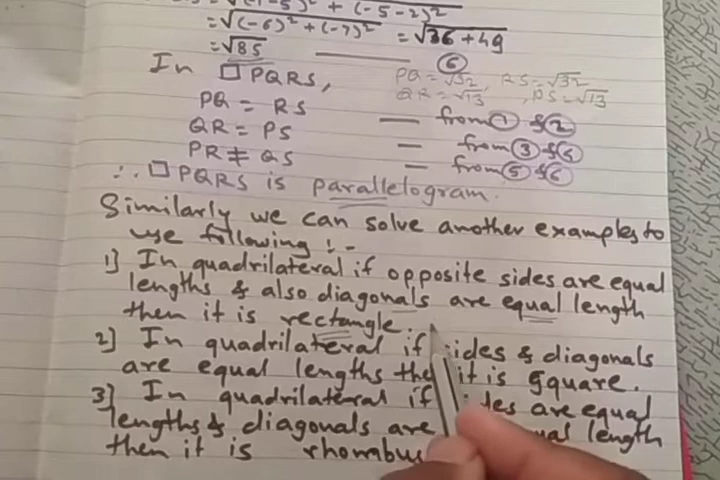 = √(-6)² + (-7)² = √36 + 49
= √85 ⑥
In □ PQRS, PQ = √32, RS = √32
QR = √13, PS = √13
PQ = RS — from ① & ②
QR = PS — from ③ & ④
PR ≠ QS — from ⑤ & ⑥
∴ □ PQRS is parallelogram.
Similarly we can solve another examples to
use following :-
1] In quadrilateral if opposite sides are equal
lengths & also diagonals are equal length
then it is rectangle.
2] In quadrilateral if sides & diagonals
are equal lengths the it is square.
3] In quadrilateral if are equal
lengths & diagonals are length
then it is rhombus